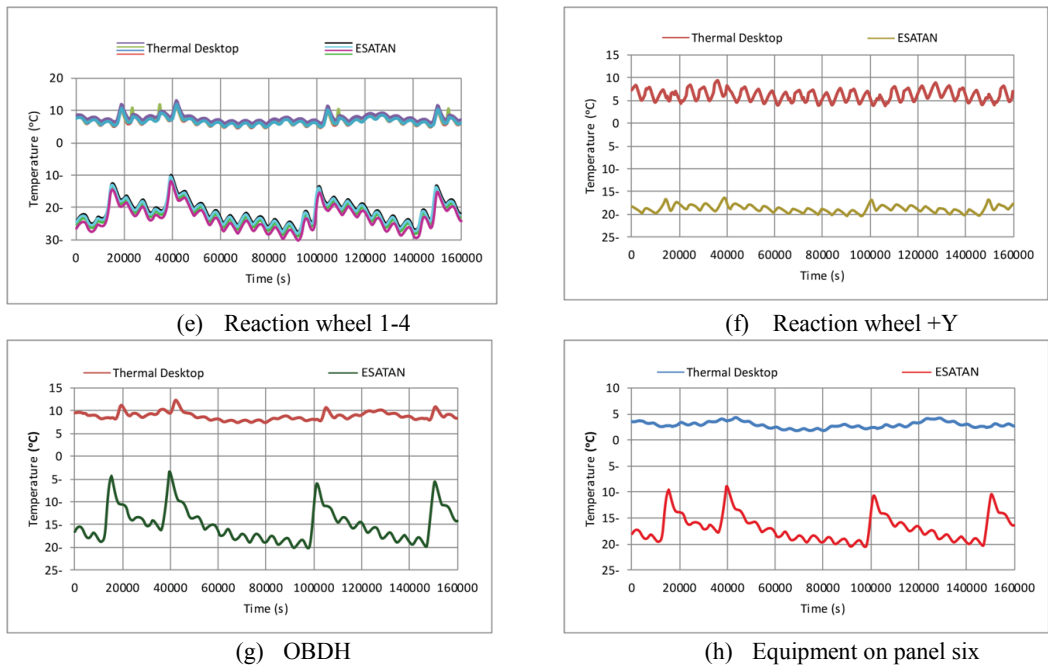 Thermal Desktop
ESATAN
20
10
0
10-
20-
30-
Temperature (°C)
0 20000 40000 60000 80000 100000 120000 140000 160000
Time (s)
(e) Reaction wheel 1-4
Thermal Desktop
ESATAN
20
15
10
5
0
5-
10-
15-
20-
25-
Temperature (°C)
0 20000 40000 60000 80000 100000 120000 140000 160000
Time (s)
(f) Reaction wheel +Y
Thermal Desktop
ESATAN
15
10
5
0
5-
10-
15-
20-
25-
Temperature (°C)
0 20000 40000 60000 80000 100000 120000 140000 160000
Time (s)
(g) OBDH
Thermal Desktop
ESATAN
10
5
0
5-
10-
15-
20-
25-
Temperature (°C)
0 20000 40000 60000 80000 100000 120000 140000 160000
Time (s)
(h) Equipment on panel six